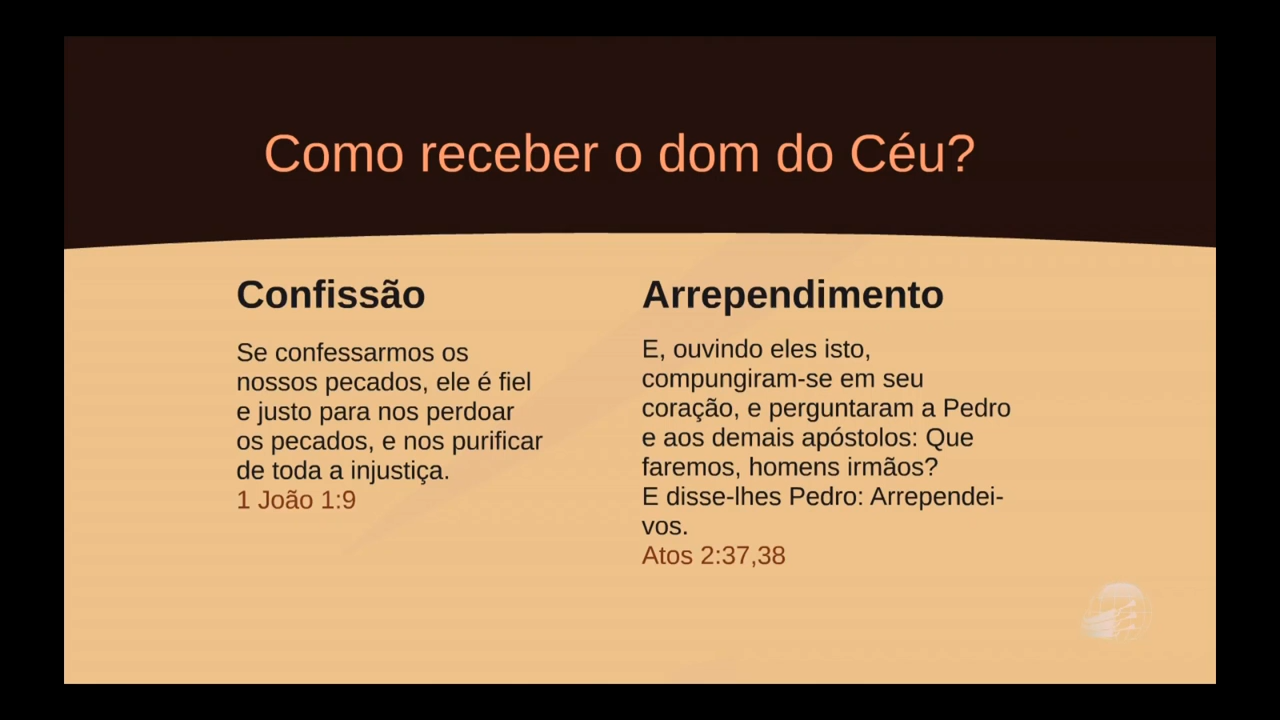 Como receber o dom do Céu?
Confissão
Se confessarmos os
nossos pecados, ele é fiel
e justo para nos perdoar
os pecados, e nos purificar
de toda a injustiça.
1 João 1:9
Arrependimento
E, ouvindo eles isto,
compungiram-se em seu
coração, e perguntaram a Pedro
e aos demais apóstolos: Que
faremos, homens irmãos?
E disse-lhes Pedro: Arrependei-
vos.
Atos 2:37,38